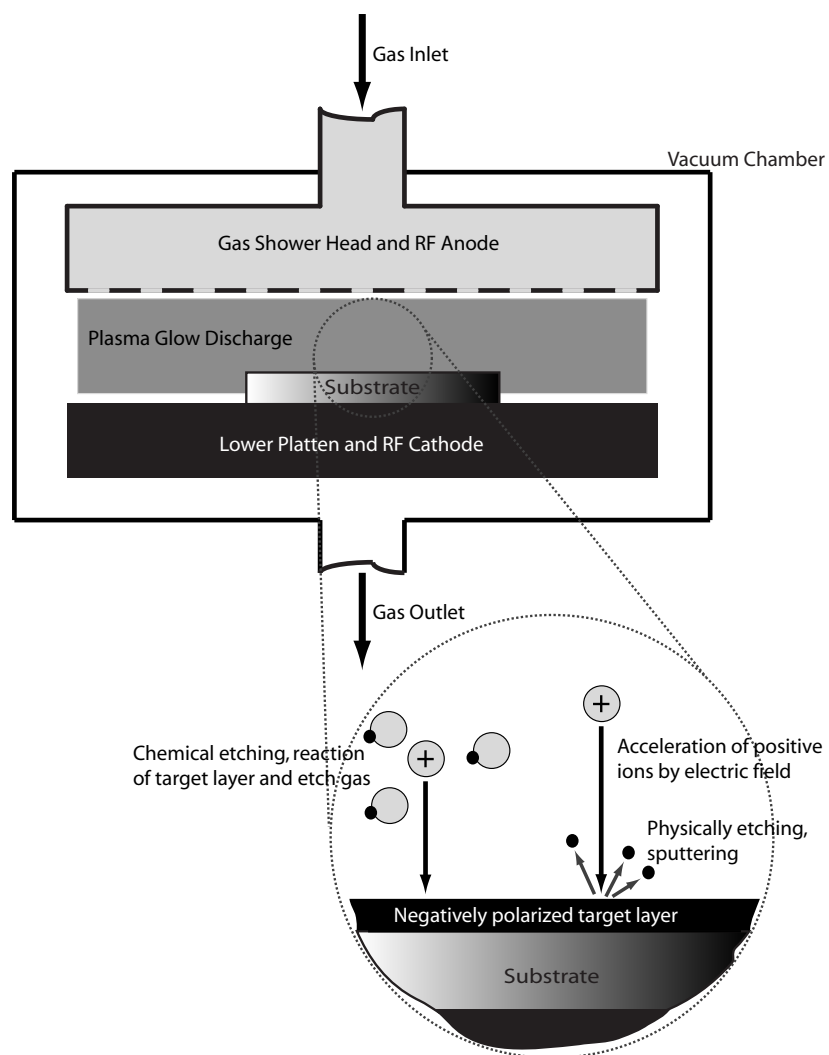 Gas Inlet
Vacuum Chamber
Gas Shower Head and RF Anode
Plasma Glow Discharge
Substrate
Lower Platten and RF Cathode
Gas Outlet
+
+
Chemical etching, reaction
of target layer and etch gas
Acceleration of positive
ions by electric field
Physically etching,
sputtering
Negatively polarized target layer
Substrate